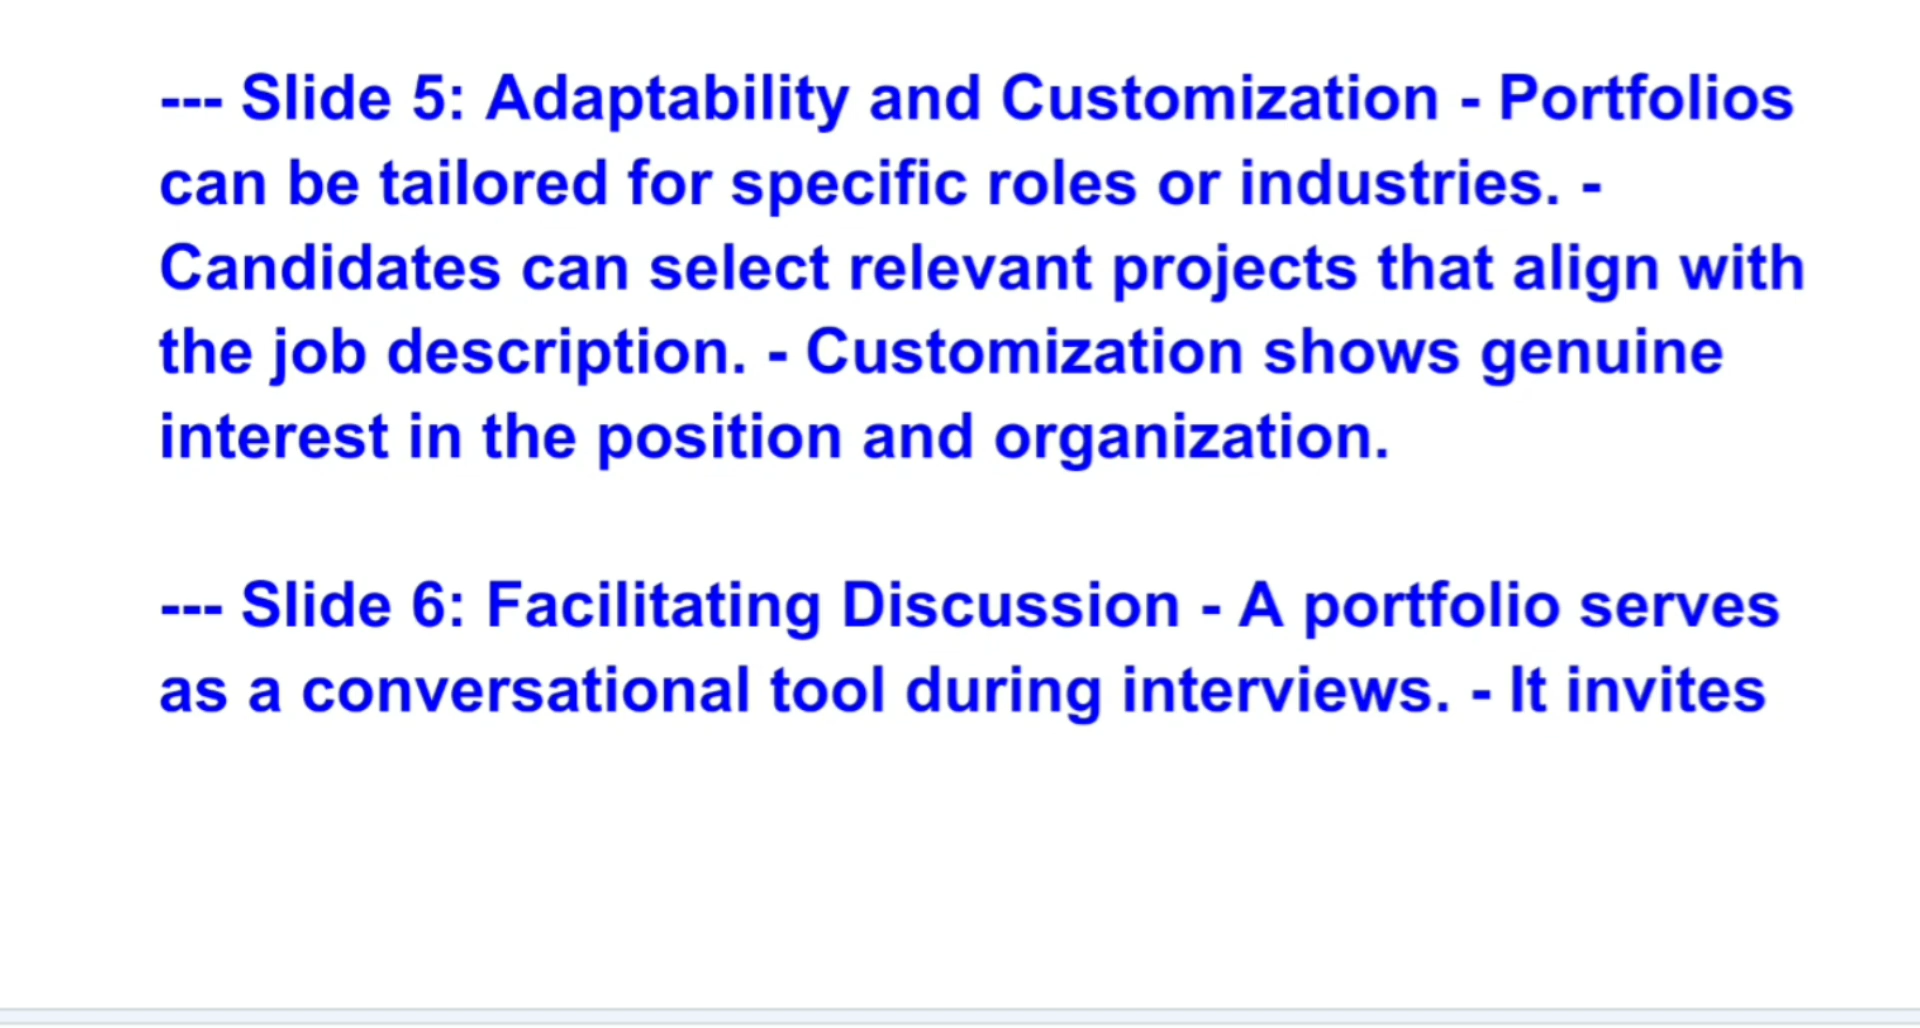 --- Slide 5: Adaptability and Customization - Portfolios
can be tailored for specific roles or industries. -
Candidates can select relevant projects that align with
the job description. - Customization shows genuine
interest in the position and organization.
--- Slide 6: Facilitating Discussion - A portfolio serves
as a conversational tool during interviews. - It invites